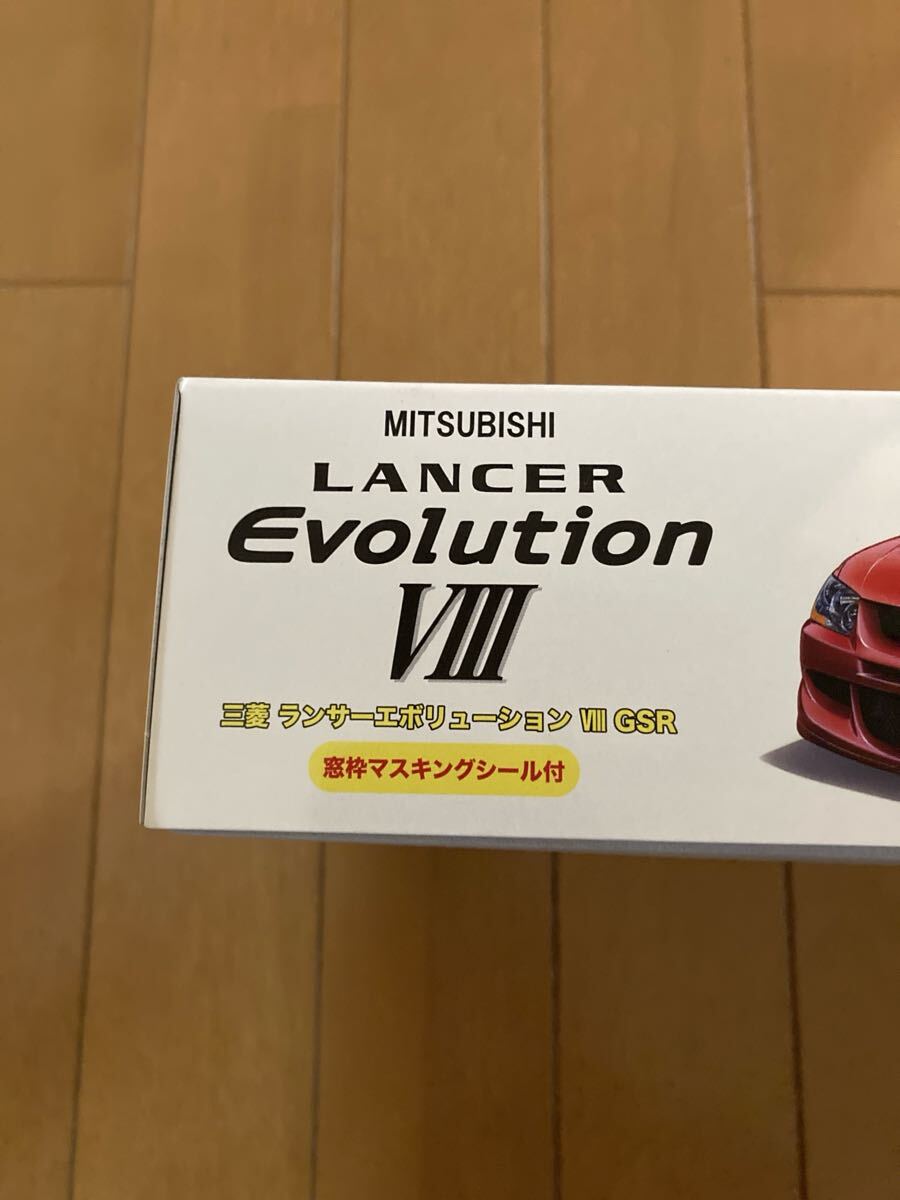 MITSUBISHI
LANCER
Evolution
VIII
三菱 ランサーエボリューション Ⅷ GSR
窓枠マスキングシール付